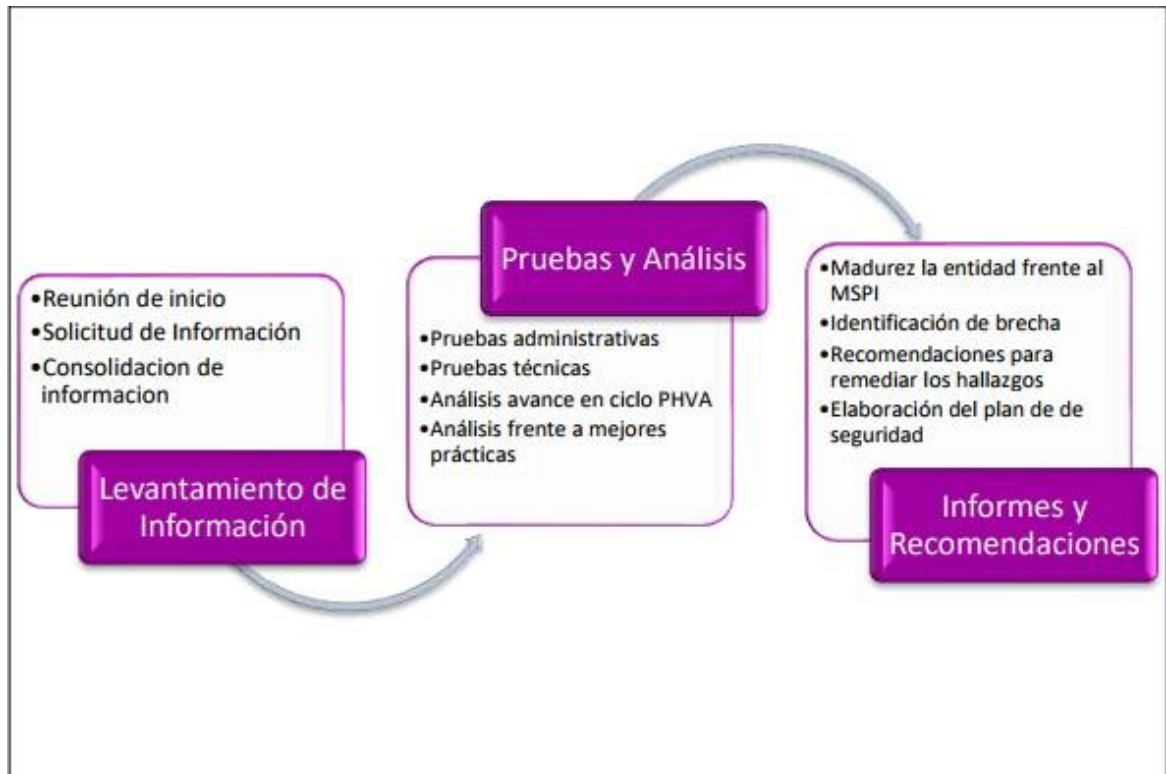 •Reunión de inicio
•Solicitud de Información
•Consolidacion de
informacion
Levantamiento de
Información
Pruebas y Análisis
•Pruebas administrativas
•Pruebas técnicas
•Análisis avance en ciclo PHVA
•Análisis frente a mejores
prácticas
•Madurez la entidad frente al
MSPI
•Identificación de brecha
•Recomendaciones para
remediar los hallazgos
•Elaboración del plan de de
seguridad
Informes y
Recomendaciones